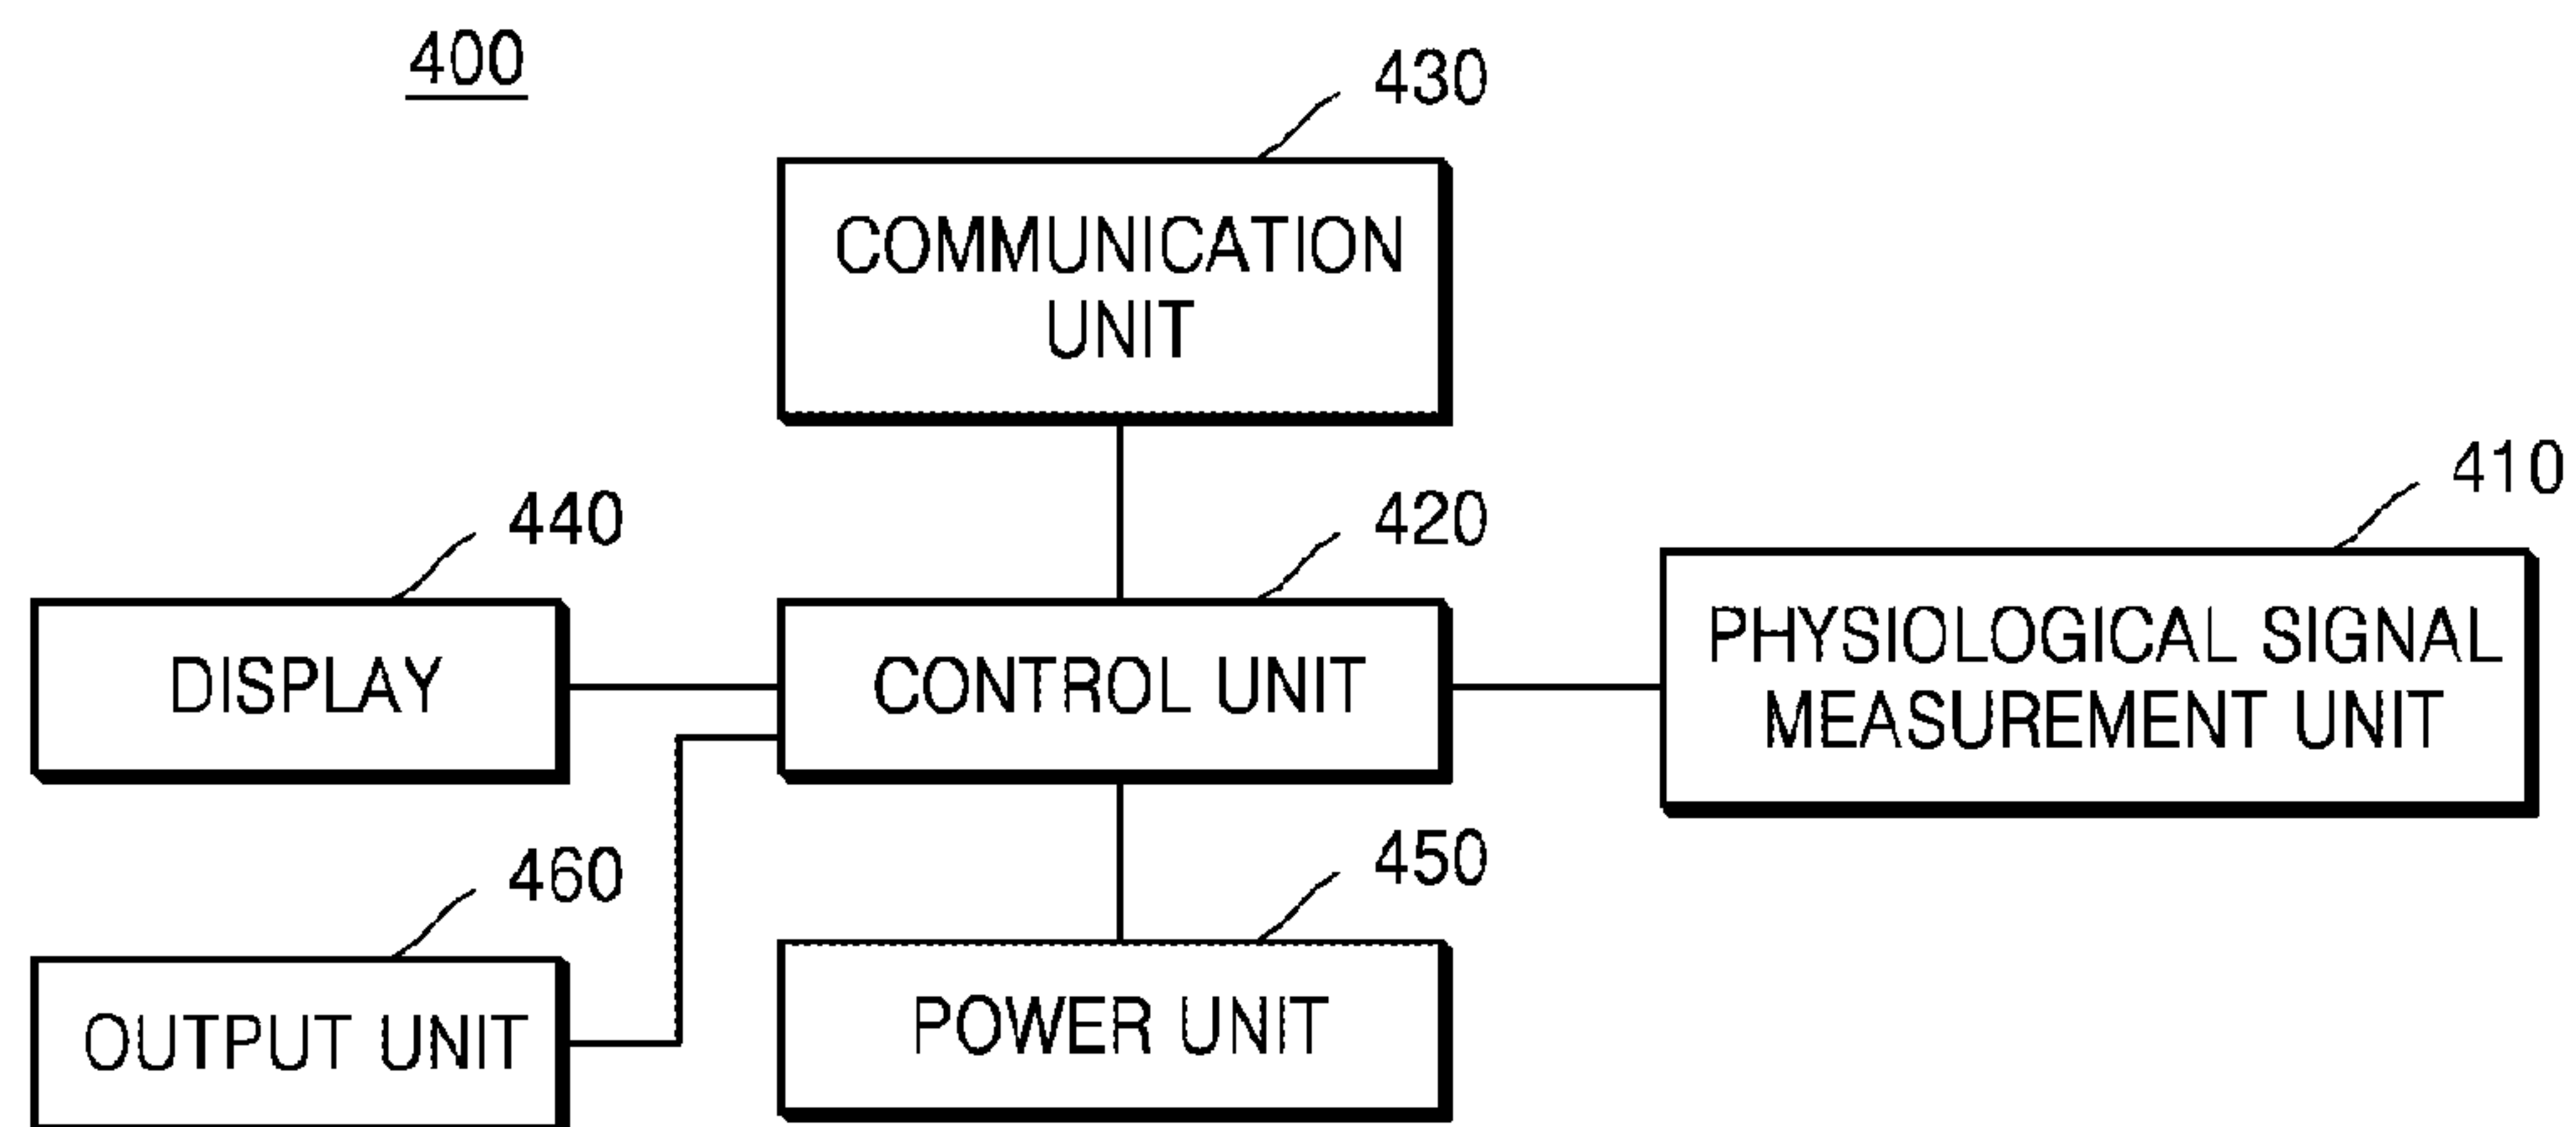 400
430
COMMUNICATION
UNIT
440
420
410
DISPLAY
CONTROL UNIT
PHYSIOLOGICAL SIGNAL
MEASUREMENT UNIT
460
450
OUTPUT UNIT
POWER UNIT